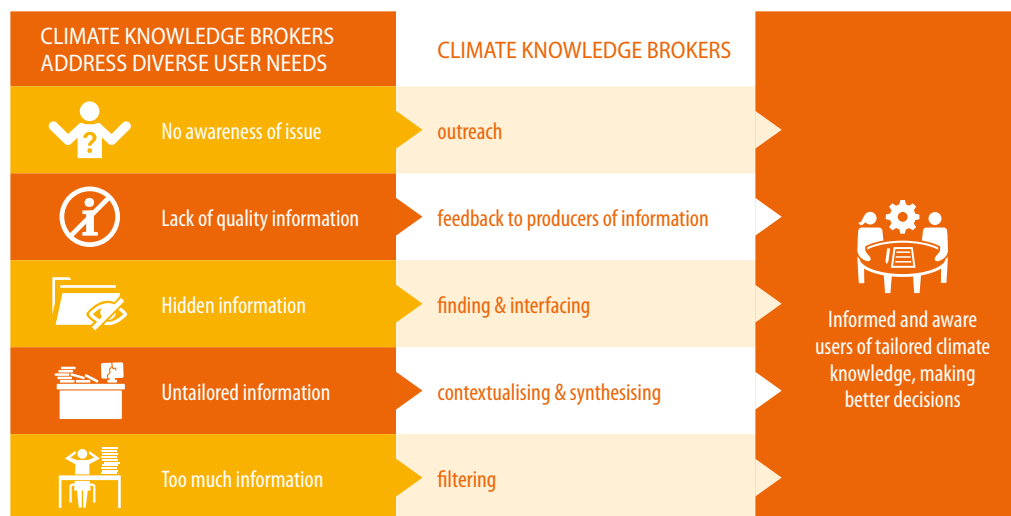 CLIMATE KNOWLEDGE BROKERS
ADDRESS DIVERSE USER NEEDS
CLIMATE KNOWLEDGE BROKERS
?
No awareness of issue
outreach
i
Lack of quality information
feedback to producers of information
Hidden information
finding & interfacing
Untailored information
contextualising & synthesising
Too much information
filtering
Informed and aware
users of tailored climate
knowledge, making
better decisions